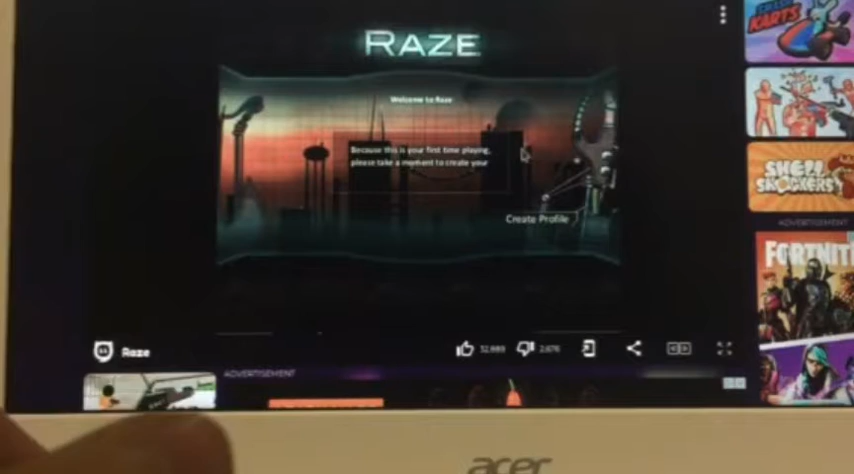 RAZE
Welcome to Raze
Because this is your first time playing,
please take a moment to create your
Create Profile
KARTS
SHELL
SHOCKERS
ADVERTISEMENT
FORTNIT
Raze
ADVERTISEMENT
acer